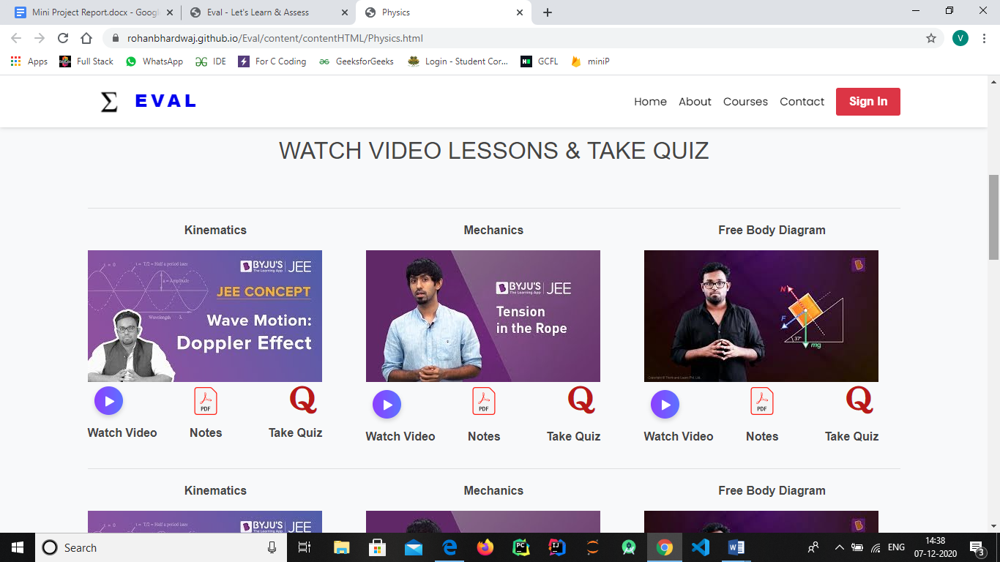 Mini Project Report.docx - Googl
Eval - Let's Learn & Assess
Physics
rohanbhardwaj.github.io/Eval/content/contentHTML/Physics.html
V
Apps
Full Stack
WhatsApp
IDE
For C Coding
GeeksforGeeks
Login - Student Cor...
GCFL
miniP
Σ EVAL
Home About Courses Contact Sign In
WATCH VIDEO LESSONS & TAKE QUIZ
Kinematics
Mechanics
Free Body Diagram
t = 0
t = T/2 = Half a period later
a = Amplitude
Wavelength λ
BYJU'S JEE
The Learning App
JEE CONCEPT
Wave Motion:
Doppler Effect
BYJU'S JEE
The Learning App
Tension
in the Rope
N
F
37°
mg
Copyright © Think and Learn Pvt. Ltd.
PDF
Q
PDF
Q
PDF
Q
Watch Video Notes Take Quiz
Watch Video Notes Take Quiz
Watch Video Notes Take Quiz
Kinematics
Mechanics
Free Body Diagram
t = 0
t = T/2 = Half a period later
BYJU'S JEE
Search
PC
IJ
W
ENG
14:38
07-12-2020
3